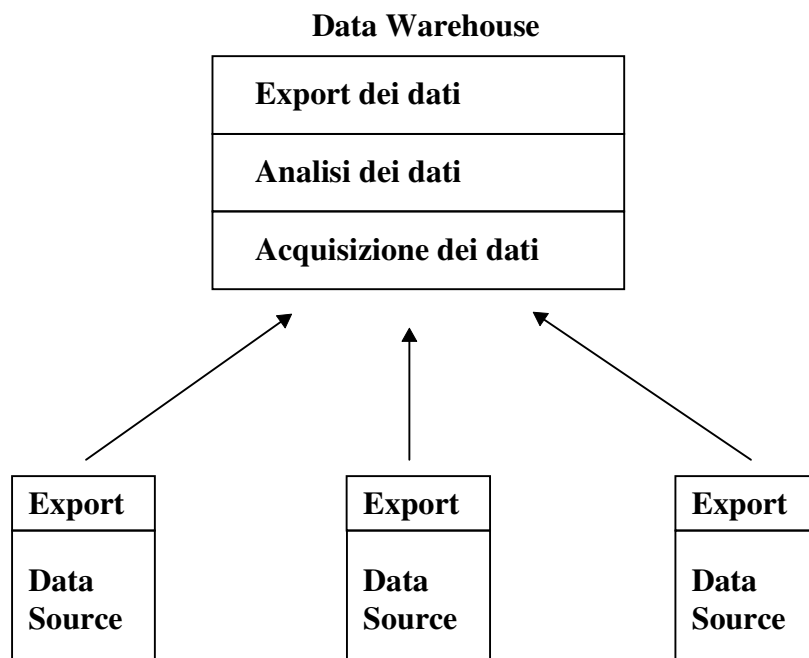 Data Warehouse
Export dei dati
Analisi dei dati
Acquisizione dei dati
Export
Export
Export
Data
Source
Data
Source
Data
Source